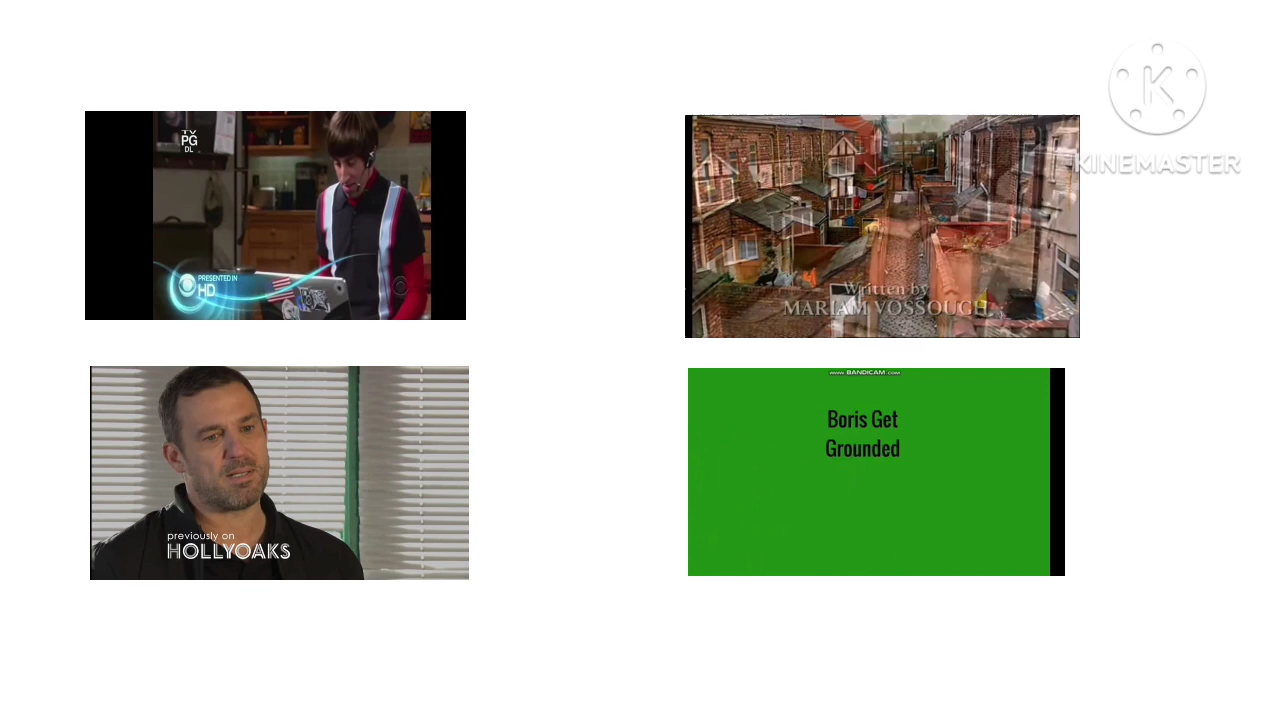 TV
PG
DL
PRESENTED IN
HD
Written by
MARIAM VOSSOUGH
KINEMASTER
previously on
HOLLYOAKS
www.BANDICAM.com
Boris Get
Grounded